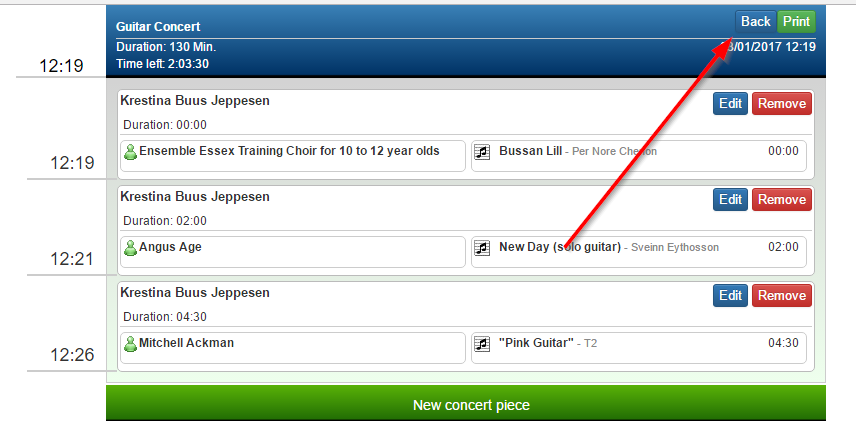 Guitar Concert Back Print
Duration: 130 Min. /01/2017 12:19
Time left: 2:03:30
12:19
Krestina Buus Jeppesen Edit Remove
Duration: 00:00
Ensemble Essex Training Choir for 10 to 12 year olds Bussan Lill - Per Nore 00:00
12:19
Krestina Buus Jeppesen Edit Remove
Duration: 02:00
Angus Age New Day (solo guitar) - Sveinn Eythosson 02:00
12:21
Krestina Buus Jeppesen Edit Remove
Duration: 04:30
Mitchell Ackman "Pink Guitar" - T2 04:30
12:26
New concert piece